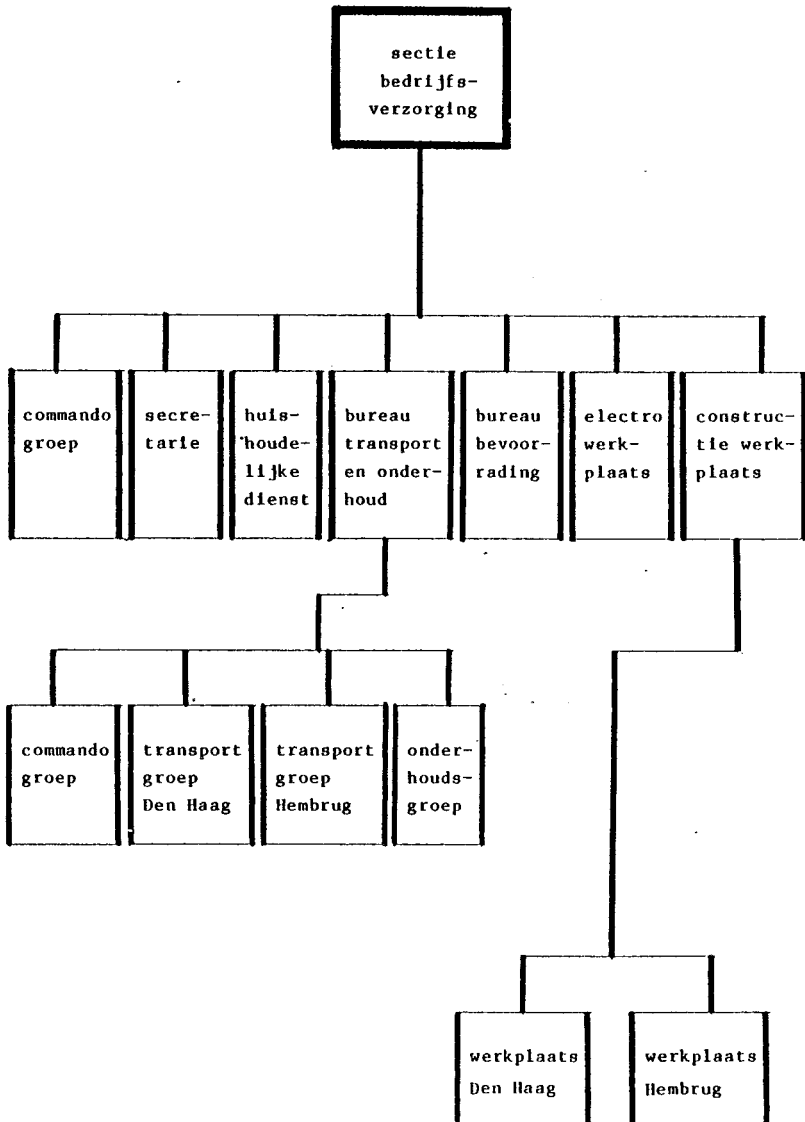 sectie
bedrijfs-
verzorging
commando
groep
secre-
tarie
huis-
houde-
lijke
dienst
bureau
transport
en onder-
houd
bureau
bevoor-
rading
electro
werk-
plaats
construc-
tie werk-
plaats
commando
groep
transport
groep
Den Haag
transport
groep
Hembrug
onder-
houds-
groep
werkplaats
Den Haag
werkplaats
Hembrug